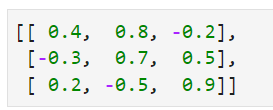 [[ 0.4,  0.8, -0.2],
 [-0.3,  0.7,  0.5],
 [ 0.2, -0.5,  0.9]]